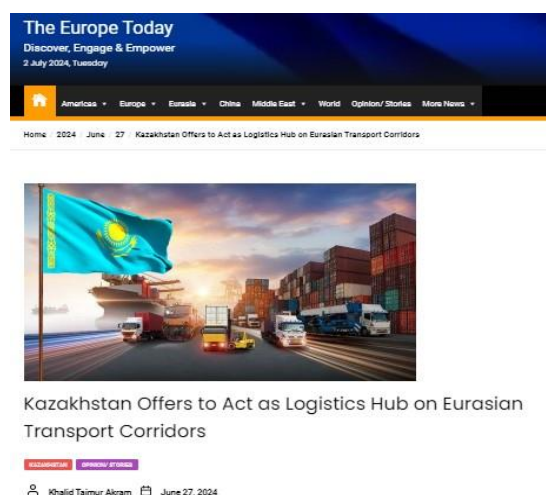 The Europe Today
Discover, Engage & Empower
2 July 2024, Tuesday
Americas Europe Eurasia China Middle East World Opinion/ Stories More News
Home / 2024 / June / 27 / Kazakhstan Offers to Act as Logistics Hub on Eurasian Transport Corridors
Kazakhstan Offers to Act as Logistics Hub on Eurasian
Transport Corridors
KAZAKHSTAN OPINION/ STORIES
Khalid Taimur Akram June 27, 2024